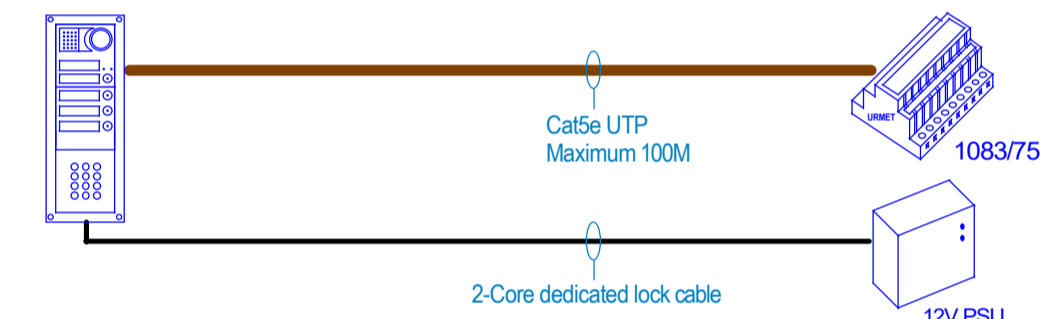 Cat5e UTP
Maximum 100M
URMET
1083/75
2-Core dedicated lock cable
12V PSU